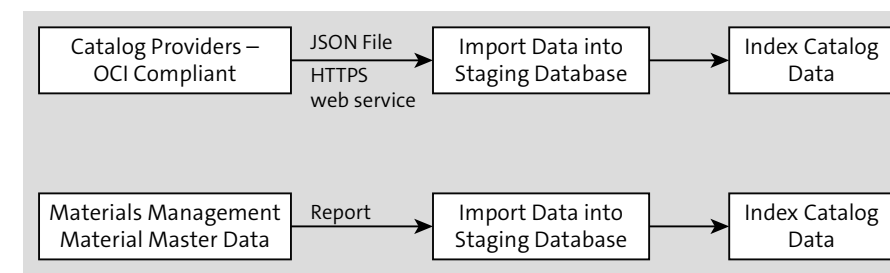 Catalog Providers –
OCI Compliant
JSON File
HTTPS
web service
Import Data into
Staging Database
Index Catalog
Data
Materials Management
Material Master Data
Report
Import Data into
Staging Database
Index Catalog
Data